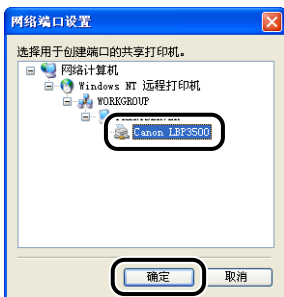 网络端口设置
选择用于创建端口的共享打印机。
网络计算机
Windows NT 远程打印机
WORKGROUP
Canon LBP3500
确定
取消